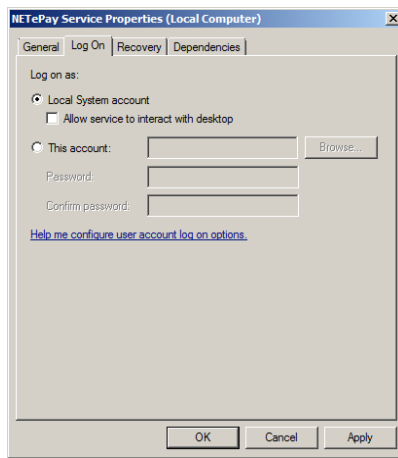 NETePay Service Properties (Local Computer)
General Log On Recovery Dependencies
Log on as:
Local System account
Allow service to interact with desktop
This account: Browse...
Password:
Confirm password:
Help me configure user account log on options.
OK Cancel Apply